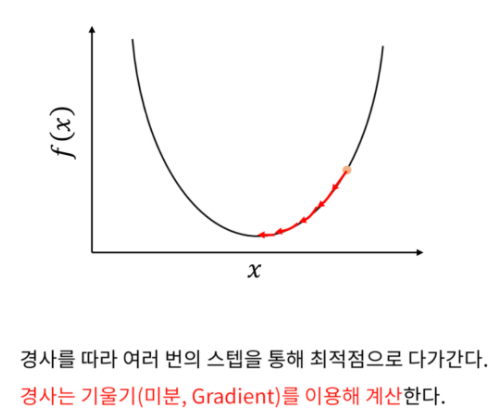 f(x)
x
경사를 따라 여러 번의 스텝을 통해 최적점으로 다가간다.
경사는 기울기(미분, Gradient)를 이용해 계산한다.